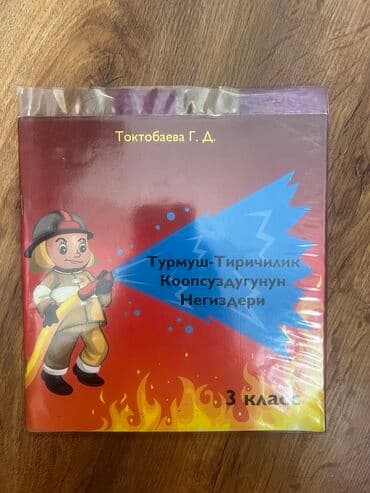 Токтобаева Г. Д.
Турмуш-Тиричилик
Коопсуздугунун
Негиздери
3 класс